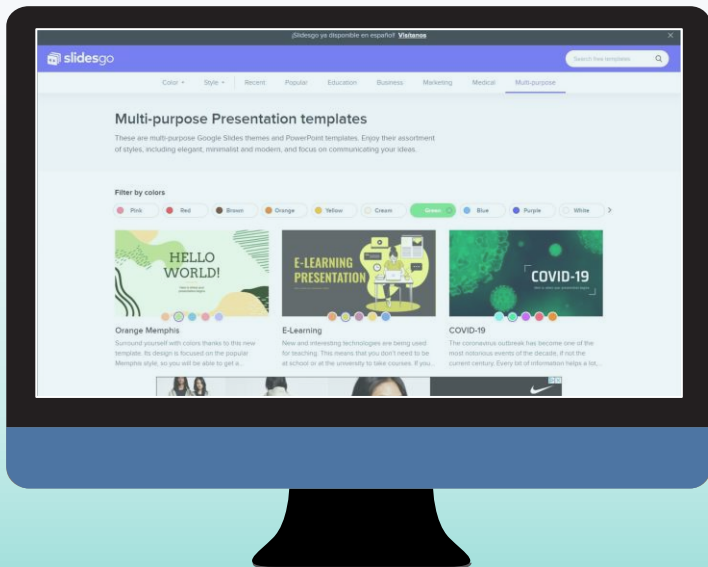 ¡Slidesgo ya disponible en español! Visítanos
slidesgo
Search free templates
Color Style Recent Popular Education Business Marketing Medical Multi-purpose
Multi-purpose Presentation templates
These are multi-purpose Google Slides themes and PowerPoint templates. Enjoy their assortment
of styles, including elegant, minimalist and modern, and focus on communicating your ideas.
Filter by colors
Pink Red Brown Orange Yellow Cream Green Blue Purple White
HELLO
WORLD!
Orange Memphis
Surround yourself with colors thanks to this new
template. Its design is focused on the popular
Memphis style, so you will be able to get a...
E-LEARNING
PRESENTATION
E-Learning
New and interesting technologies are being used
for teaching. This means that you don't need to be
at school or at the university to take courses. If you...
COVID-19
COVID-19
The coronavirus outbreak has become one of the
most notorious events of the decade, if not the
current century. Every bit of information helps a lot,...